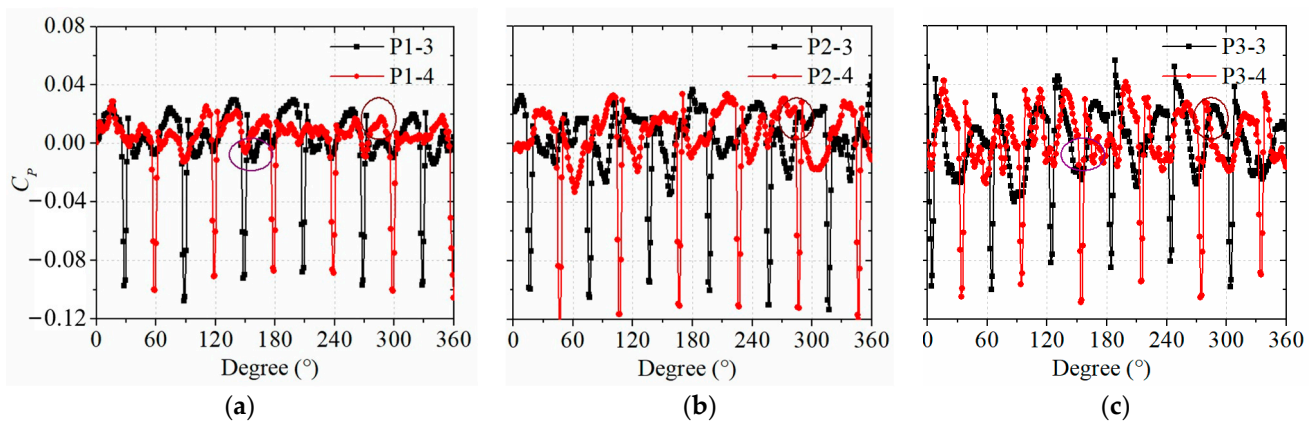 0.08
0.04
0.00
−0.04
−0.08
−0.12
C_P
P1-3
P1-4
0 60 120 180 240 300 360
Degree (°)
(a)
P2-3
P2-4
0 60 120 180 240 300 360
Degree (°)
(b)
P3-3
P3-4
0 60 120 180 240 300 360
Degree (°)
(c)